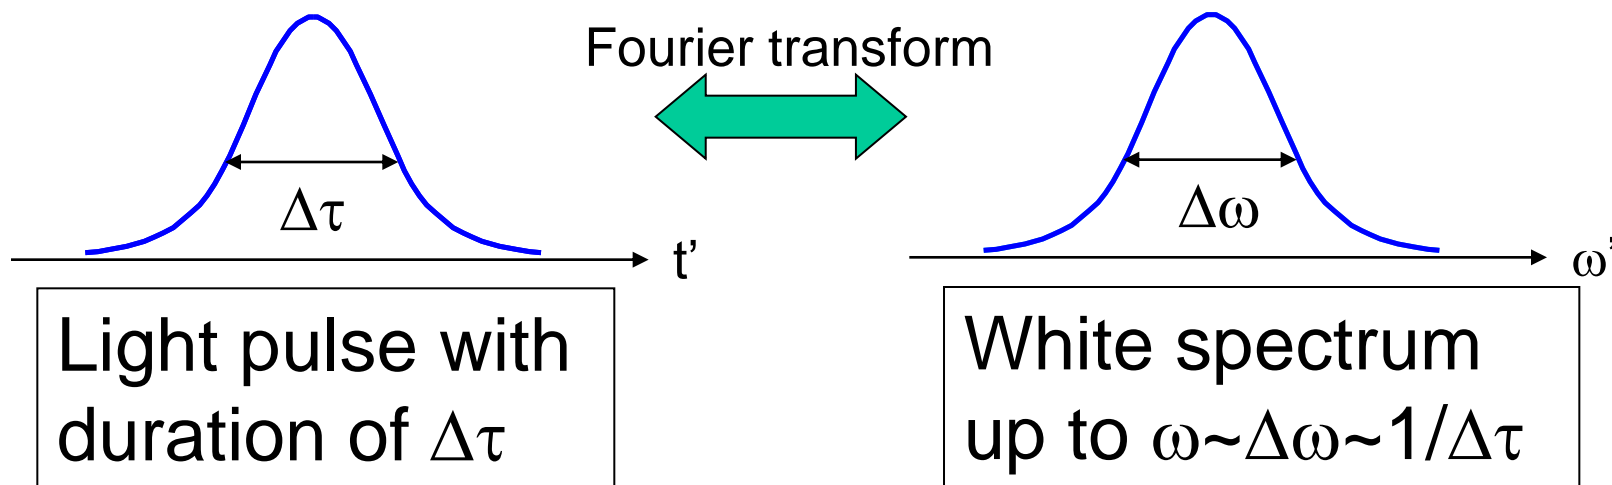 Fourier transform
Δτ
t’
Δω
ω’
Light pulse with
duration of Δτ
White spectrum
up to ω~Δω~1/Δτ